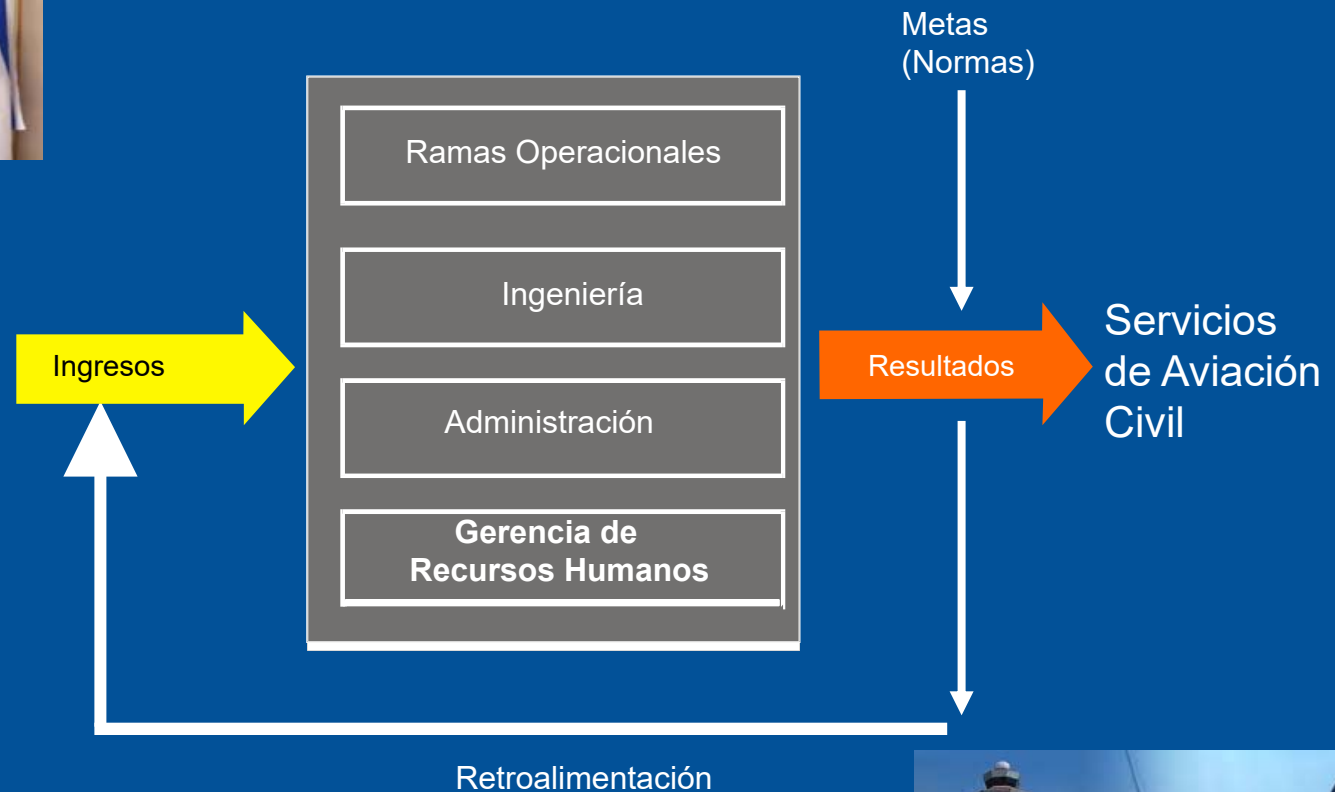 Metas
(Normas)
Ramas Operacionales
Ingeniería
Ingresos
Resultados
Servicios
de Aviación
Civil
Administración
Gerencia de
Recursos Humanos
Retroalimentación